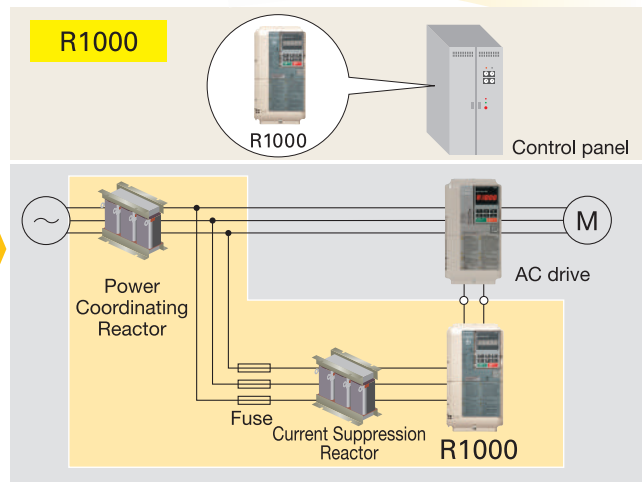 R1000
R1000
Control panel
M
AC drive
Power
Coordinating
Reactor
Fuse
Current Suppression
Reactor
R1000